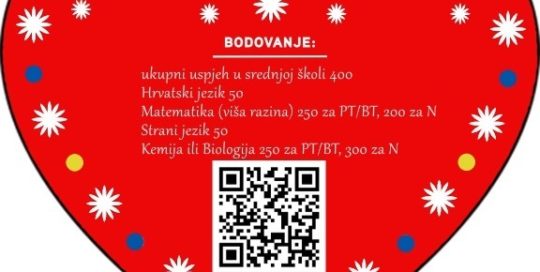 BODOVANJE:
ukupni uspjeh u srednjoj školi 400
Hrvatski jezik 50
Matematika (viša razina) 250 za PT/BT, 200 za N
Strani jezik 50
Kemija ili Biologija 250 za PT/BT, 300 za N